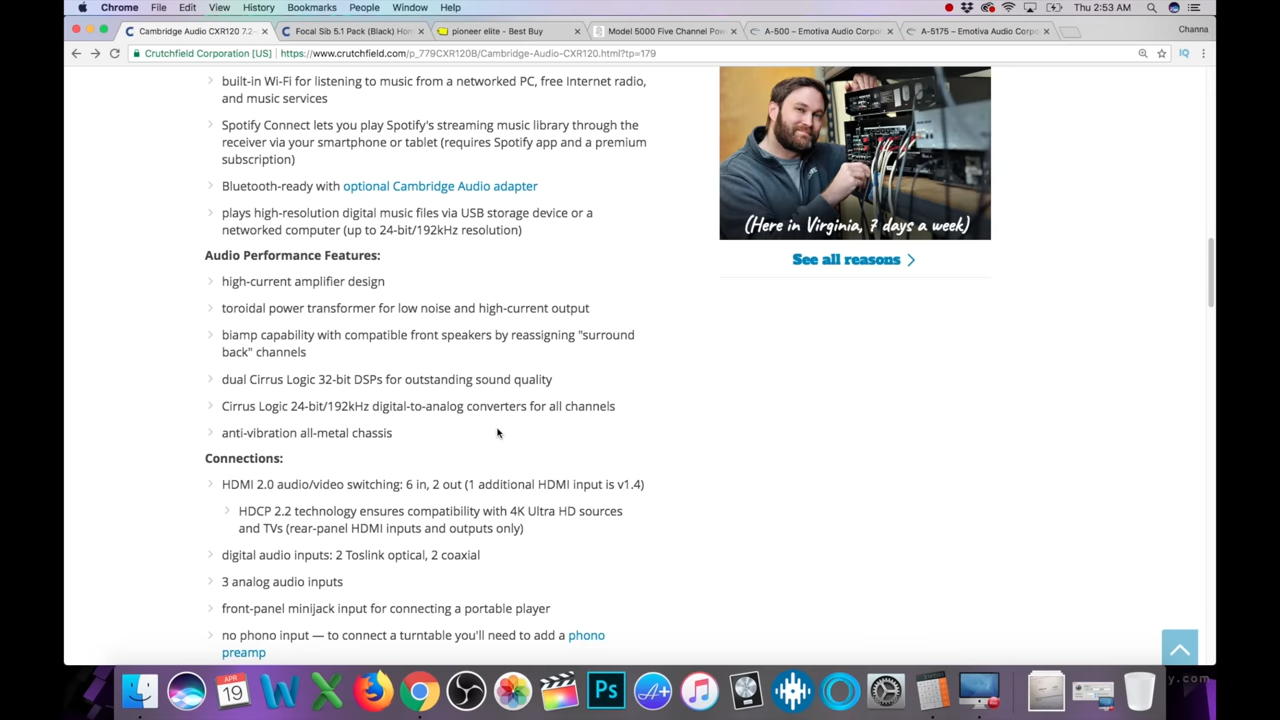 Chrome File Edit View History Bookmarks People Window Help
Thu 2:53 AM
Cambridge Audio CXR120 7.2-
Focal Sib 5.1 Pack (Black) Hom
pioneer elite - Best Buy
Model 5000 Five Channel Power
A-500 – Emotiva Audio Corpor
A-5175 – Emotiva Audio Corpor
Channa
Crutchfield Corporation [US] https://www.crutchfield.com/p_779CXR120B/Cambridge-Audio-CXR120.html?tp=179
built-in Wi-Fi for listening to music from a networked PC, free Internet radio,
and music services
Spotify Connect lets you play Spotify's streaming music library through the
receiver via your smartphone or tablet (requires Spotify app and a premium
subscription)
Bluetooth-ready with optional Cambridge Audio adapter
plays high-resolution digital music files via USB storage device or a
networked computer (up to 24-bit/192kHz resolution)
Audio Performance Features:
high-current amplifier design
toroidal power transformer for low noise and high-current output
biamp capability with compatible front speakers by reassigning "surround
back" channels
dual Cirrus Logic 32-bit DSPs for outstanding sound quality
Cirrus Logic 24-bit/192kHz digital-to-analog converters for all channels
anti-vibration all-metal chassis
Connections:
HDMI 2.0 audio/video switching: 6 in, 2 out (1 additional HDMI input is v1.4)
HDCP 2.2 technology ensures compatibility with 4K Ultra HD sources
and TVs (rear-panel HDMI inputs and outputs only)
digital audio inputs: 2 Toslink optical, 2 coaxial
3 analog audio inputs
front-panel minijack input for connecting a portable player
no phono input — to connect a turntable you'll need to add a phono
preamp
(Here in Virginia, 7 days a week)
See all reasons
APR
19
Ps
y.com